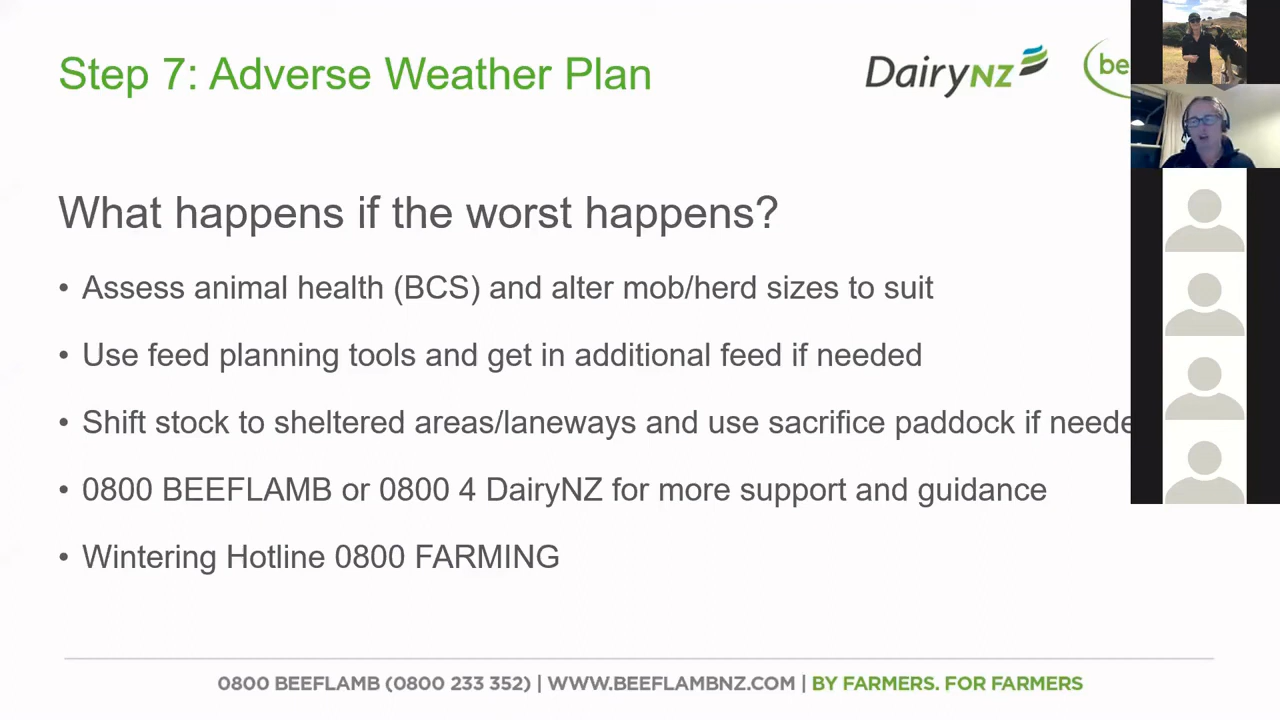 Step 7: Adverse Weather Plan
DairyNZ
be
What happens if the worst happens?
• Assess animal health (BCS) and alter mob/herd sizes to suit
• Use feed planning tools and get in additional feed if needed
• Shift stock to sheltered areas/laneways and use sacrifice paddock if neede
• 0800 BEEFLAMB or 0800 4 DairyNZ for more support and guidance
• Wintering Hotline 0800 FARMING
0800 BEEFLAMB (0800 233 352) | WWW.BEEFLAMBNZ.COM | BY FARMERS. FOR FARMERS